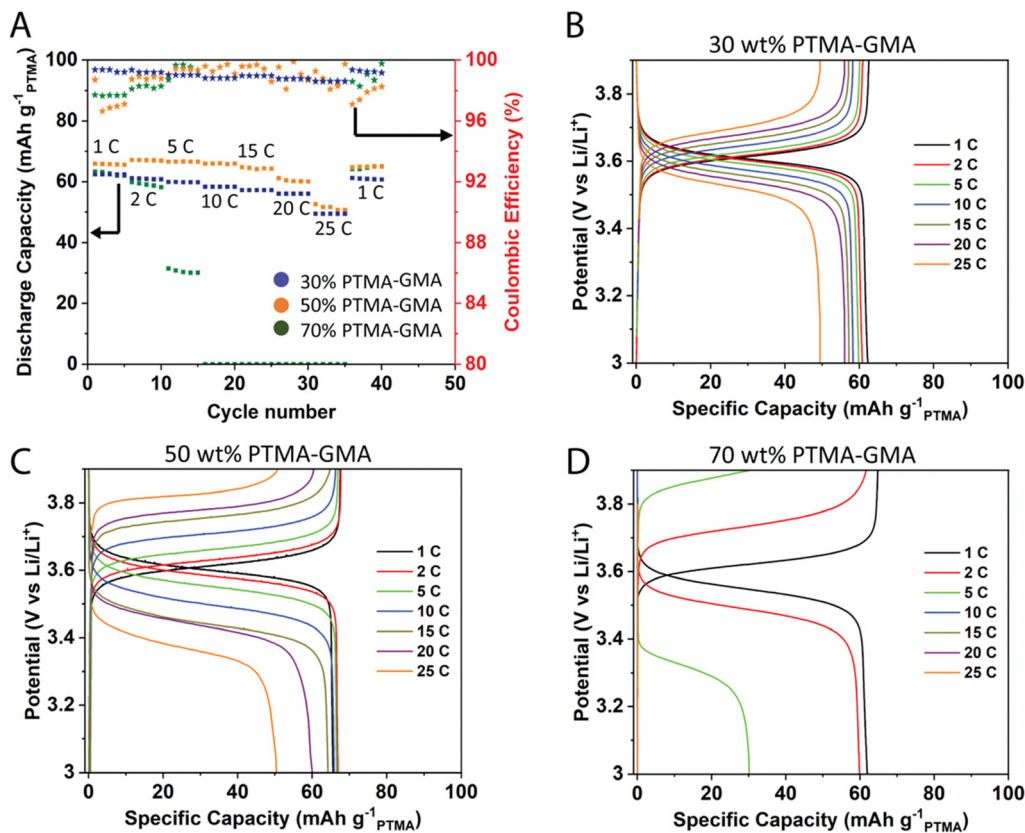 A
Discharge Capaccity (mAh g⁻¹PTMA)
100
80
60
40
20
0
1 C
2 C
5 C
10 C
15 C
20 C
25 C
1 C
30% PTMA-GMA
50% PTMA-GMA
70% PTMA-GMA
0
10
20
30
40
50
Cycle number
100
96
92
88
84
80
Coulombic Efficiency (%)
B
30 wt% PTMA-GMA
Potential (V vs Li/Li⁺)
3.8
3.6
3.4
3.2
3
1 C
2 C
5 C
10 C
15 C
20 C
25 C
0
20
40
60
80
100
Specific Capacity (mAh g⁻¹PTMA)
C
50 wt% PTMA-GMA
Potential (V vs Li/Li⁺)
3.8
3.6
3.4
3.2
3
1 C
2 C
5 C
10 C
15 C
20 C
25 C
0
20
40
60
80
100
Specific Capacity (mAh g⁻¹PTMA)
D
70 wt% PTMA-GMA
Potential (V vs Li/Li⁺)
3.8
3.6
3.4
3.2
3
1 C
2 C
5 C
10 C
15 C
20 C
25 C
0
20
40
60
80
100
Specific Capacity (mAh g⁻¹PTMA)